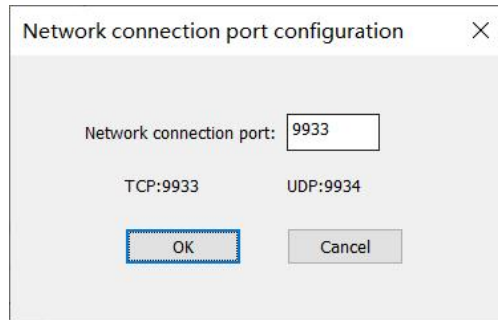 Network connection port configuration
Network connection port: 9933
TCP:9933 UDP:9934
OK Cancel